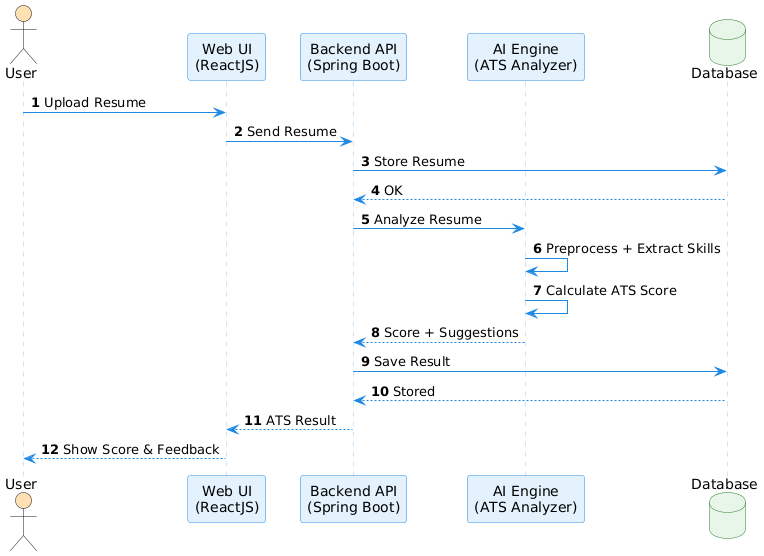 User
Web UI
(ReactJS)
Backend API
(Spring Boot)
AI Engine
(ATS Analyzer)
Database
1 Upload Resume
2 Send Resume
3 Store Resume
4 OK
5 Analyze Resume
6 Preprocess + Extract Skills
7 Calculate ATS Score
8 Score + Suggestions
9 Save Result
10 Stored
11 ATS Result
12 Show Score & Feedback
User
Web UI
(ReactJS)
Backend API
(Spring Boot)
AI Engine
(ATS Analyzer)
Database